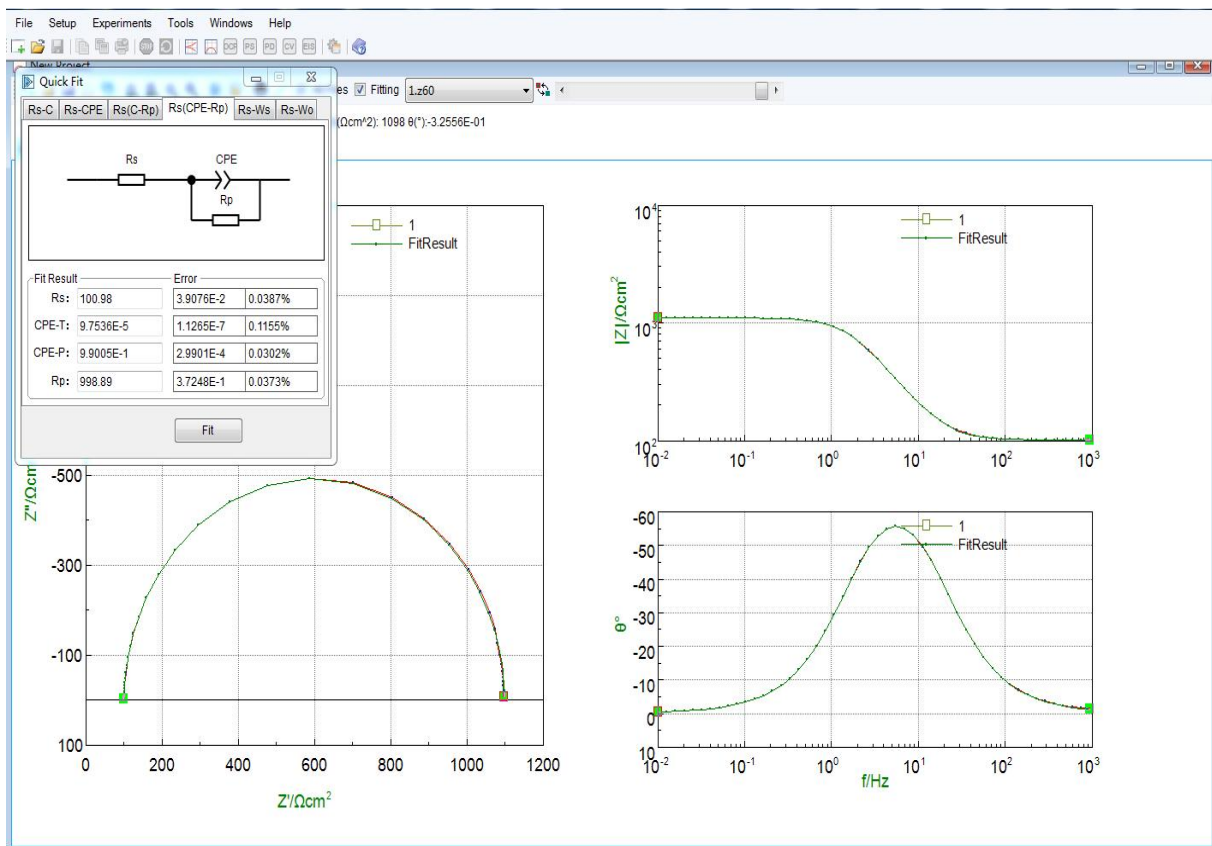 File Setup Experiments Tools Windows Help
OCP PS PD CV EIS
New Project
Quick Fit
es Fitting 1.z60
Rs-C Rs-CPE Rs(C-Rp) Rs(CPE-Rp) Rs-Ws Rs-Wo
(Ωcm^2): 1098 θ(°):-3.2556E-01
Rs CPE
Rp
Fit Result Error
Rs: 100.98 3.9076E-2 0.0387%
CPE-T: 9.7536E-5 1.1265E-7 0.1155%
CPE-P: 9.9005E-1 2.9901E-4 0.0302%
Rp: 998.89 3.7248E-1 0.0373%
Fit
1
FitResult
-500
-300
-100
100
0 200 400 600 800 1000 1200
Z"/Ωcm
Z'/Ωcm²
10⁴
10³
10²
|Z|/Ωcm²
1
FitResult
10⁻² 10⁻¹ 10⁰ 10¹ 10² 10³
-60
-50
-40
-30
-20
-10
0
10
θ°
1
FitResult
10⁻² 10⁻¹ 10⁰ 10¹ 10² 10³
f/Hz